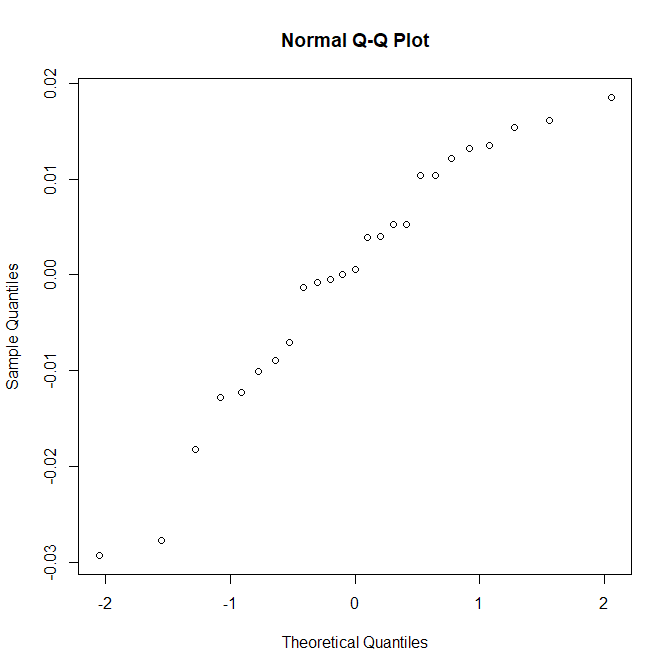 Normal Q-Q Plot
0.02
0.01
0.00
-0.01
-0.02
-0.03
Sample Quantiles
-2 -1 0 1 2
Theoretical Quantiles